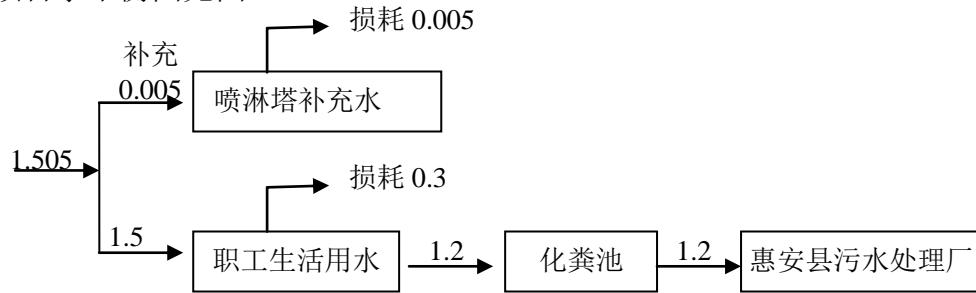 损耗 0.005
补充
0.005
喷淋塔补充水
1.505
损耗 0.3
1.5
职工生活用水
1.2
化粪池
1.2
惠安县污水处理厂